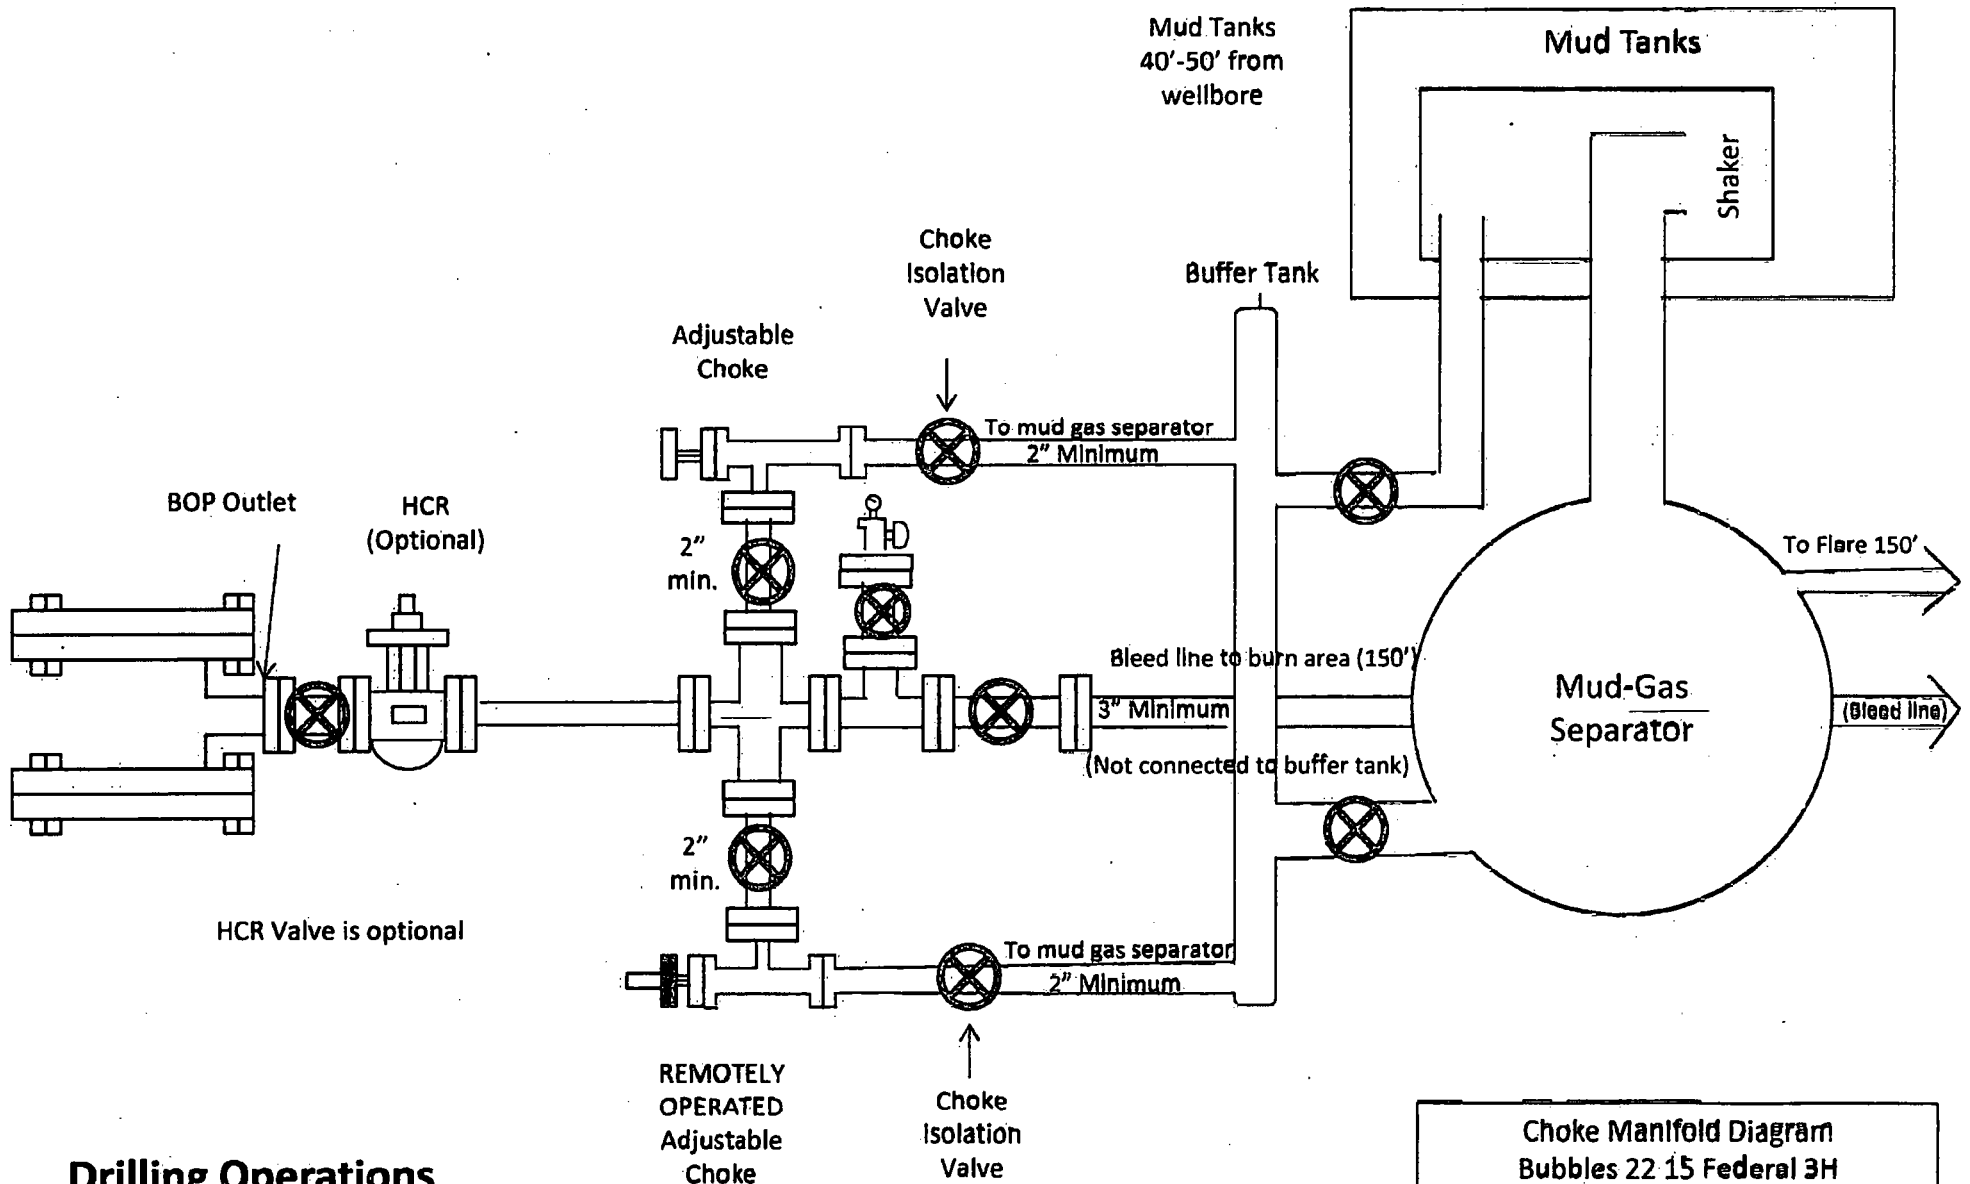 Mud Tanks
40'-50' from
wellbore
Mud Tanks
Shaker
Choke
Isolation
Valve
Buffer Tank
Adjustable
Choke
To mud gas separator
2" Minimum
BOP Outlet
HCR
(Optional)
2"
min.
To Flare 150'
Bleed line to burn area (150')
3" Minimum
(Not connected to buffer tank)
Mud-Gas
Separator
(Bleed line)
2"
min.
HCR Valve is optional
To mud gas separator
2" Minimum
REMOTELY
OPERATED
Adjustable
Choke
Choke
Isolation
Valve
Drilling Operations
Choke Manifold Diagram
Bubbles 22 15 Federal 3H